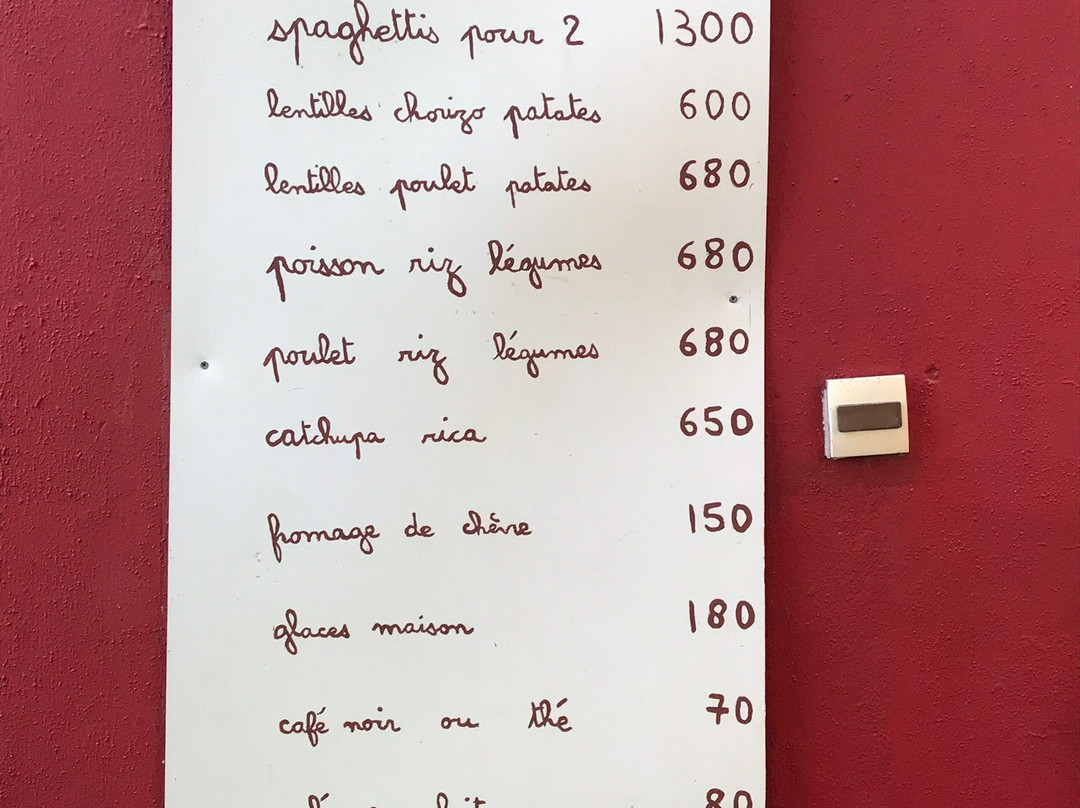 spaghettis pour 2 1300
lentilles chorizo patates 600
lentilles poulet patates 680
poisson riz légumes 680
poulet riz légumes 680
catchupa rica 650
fromage de chèvre 150
glaces maison 180
café noir ou thé 70
80